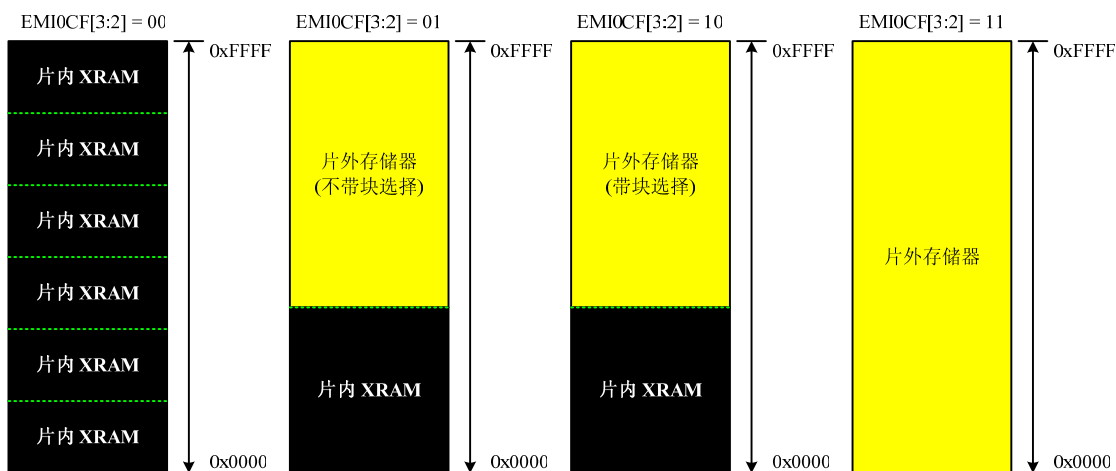 EMI0CF[3:2] = 00
EMI0CF[3:2] = 01
EMI0CF[3:2] = 10
EMI0CF[3:2] = 11
0xFFFF
0xFFFF
0xFFFF
0xFFFF
片内 XRAM
片内 XRAM
片内 XRAM
片内 XRAM
片内 XRAM
片内 XRAM
片外存储器
(不带块选择)
片内 XRAM
片外存储器
(带块选择)
片内 XRAM
片外存储器
0x0000
0x0000
0x0000
0x0000